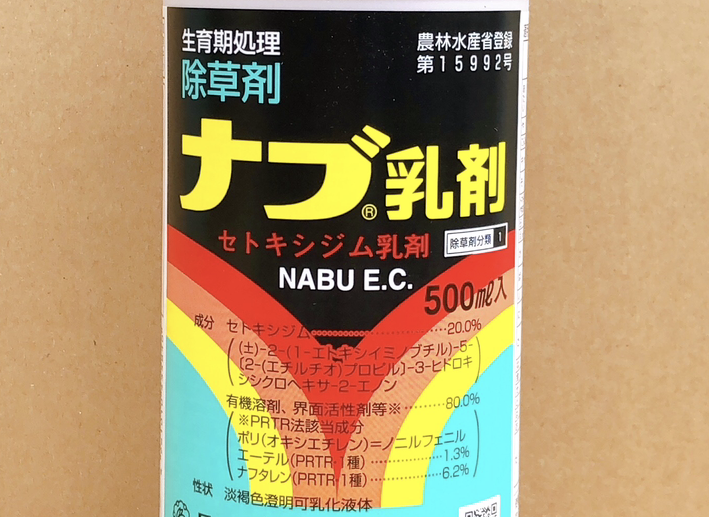 生育期処理
除草剤
農林水産省登録
第15992号
ナブ®乳剤
セトキシジム乳剤
除草剤分類 1
NABU E.C.
500mℓ入
成分 セトキシジム……………………20.0%
(±)-2-(1-エトキシイミノブチル)-5-
[2-(エチルチオ)プロピル]-3-ヒドロキ
シシクロヘキサ-2-エノン
有機溶剤、界面活性剤等※………80.0%
※PRTR法該当成分
ポリ(オキシエチレン)=ノニルフェニル
エーテル(PRTR・1種)……………1.3%
ナフタレン(PRTR・1種)…………6.2%
性状 淡褐色澄明可乳化液体